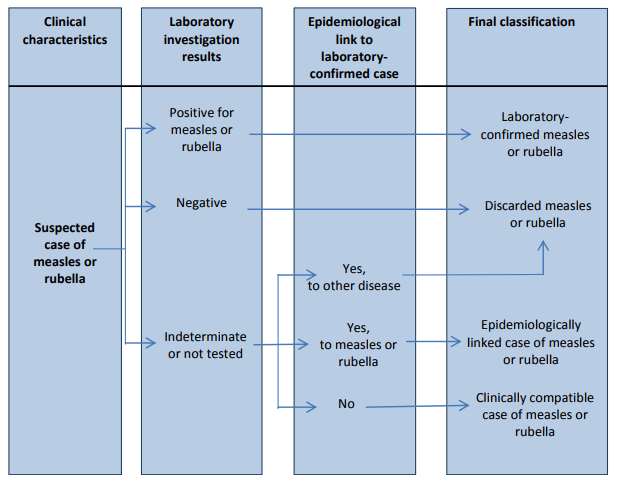 Clinical
characteristics
Laboratory
investigation
results
Epidemiological
link to
laboratory-
confirmed case
Final classification
Suspected
case of
measles or
rubella
Positive for
measles or
rubella
Laboratory-
confirmed measles
or rubella
Negative
Discarded measles
or rubella
Indeterminate
or not tested
Yes,
to other disease
Yes,
to measles or
rubella
Epidemiologically
linked case of measles
or rubella
No
Clinically compatible
case of measles or
rubella